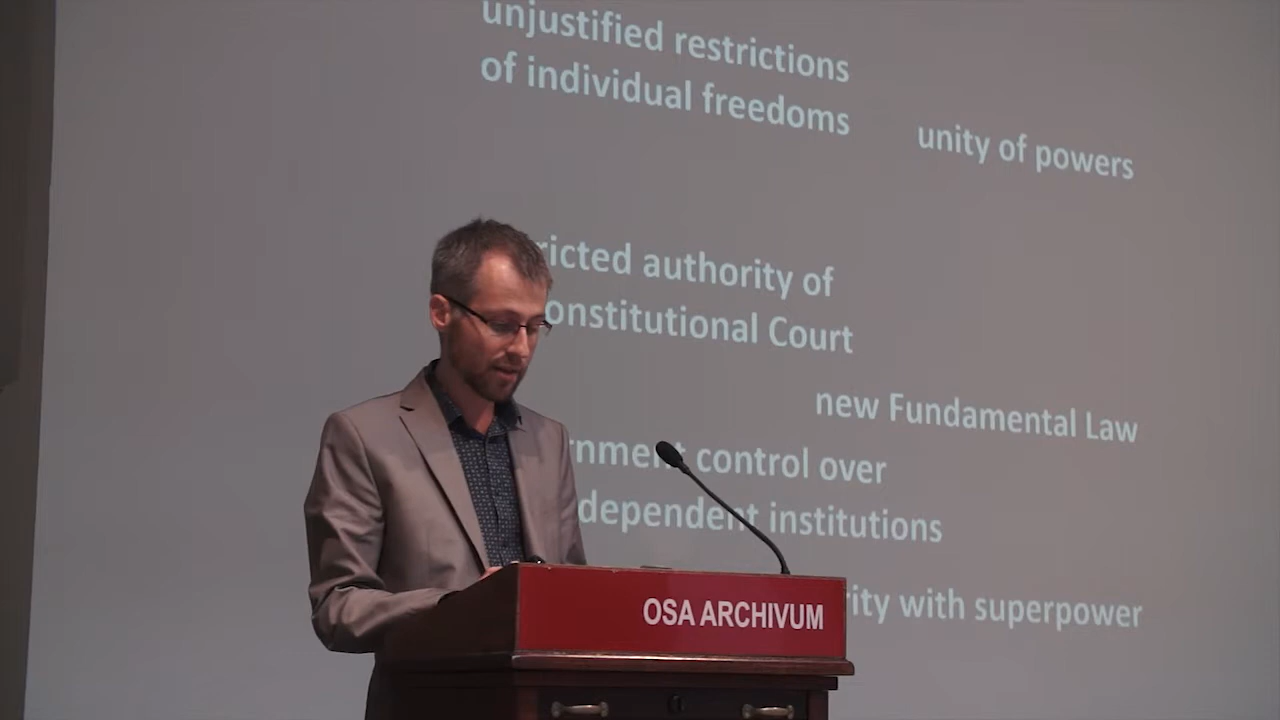 unjustified restrictions
of individual freedoms
unity of powers
ricted authority of
onstitutional Court
new Fundamental Law
rnment control over
dependent institutions
rity with superpower
OSA ARCHIVUM